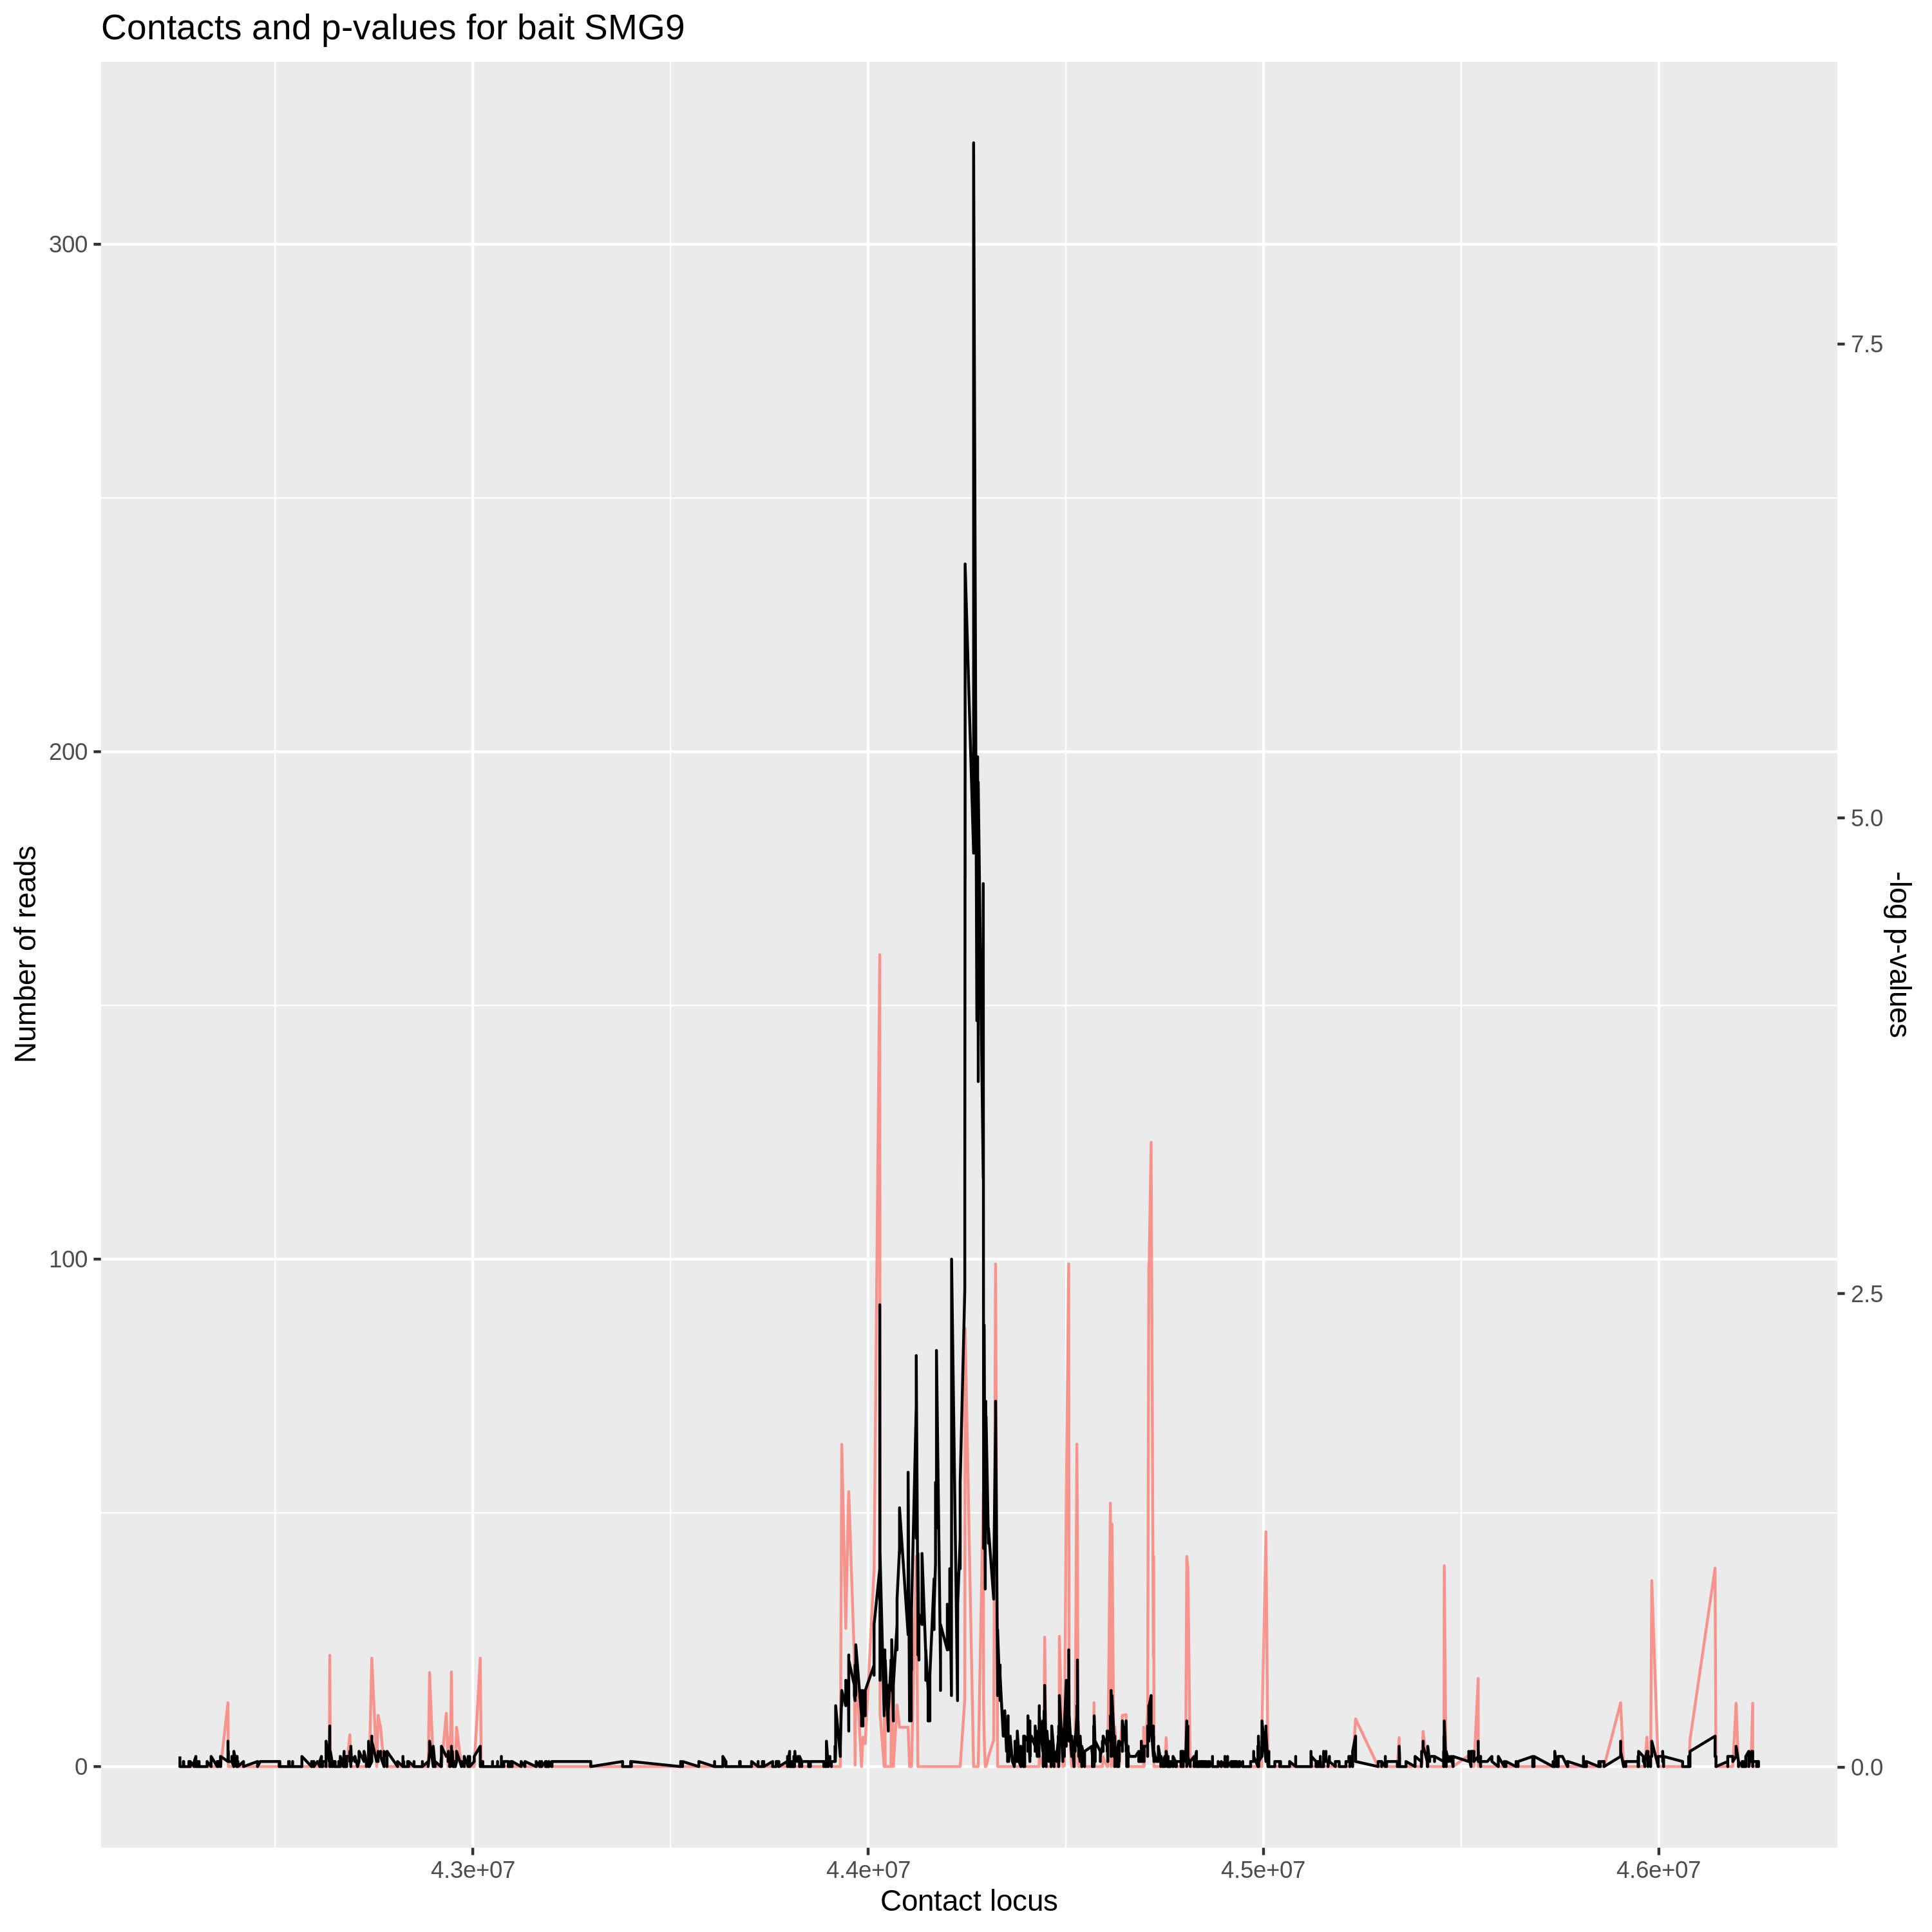 Contacts and p-values for bait SMG9
300
200
100
0
7.5
5.0
2.5
0.0
Number of reads
-log p-values
4.3e+07
4.4e+07
4.5e+07
4.6e+07
Contact locus